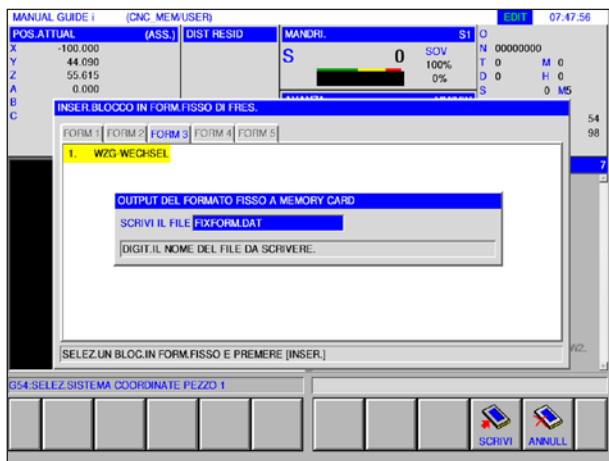 MANUAL GUIDE i (CNC_MEM/USER) EDIT 07:47:56
POS.ATTUAL (ASS.) DIST RESID MANDRI. S1 O
X -100.000 S 0 SOV N 00000000
Y 44.090 100% T 0 M 0
Z 55.615 0% D 0 H 0
A 0.000 S 0 M5
B
C
INSER.BLOCCO IN FORM.FISSO DI FRES.
54
98
FORM 1 FORM 2 FORM 3 FORM 4 FORM 5
1. WZG-WECHSEL
7
OUTPUT DEL FORMATO FISSO A MEMORY CARD
SCRIVI IL FILE FIXFORM.DAT
DIGIT.IL NOME DEL FILE DA SCRIVERE.
W2.
SELEZ.UN BLOC.IN FORM.FISSO E PREMERE [INSER.]
G54:SELEZ.SISTEMA COORDINATE PEZZO 1
SCRIVI ANNULL